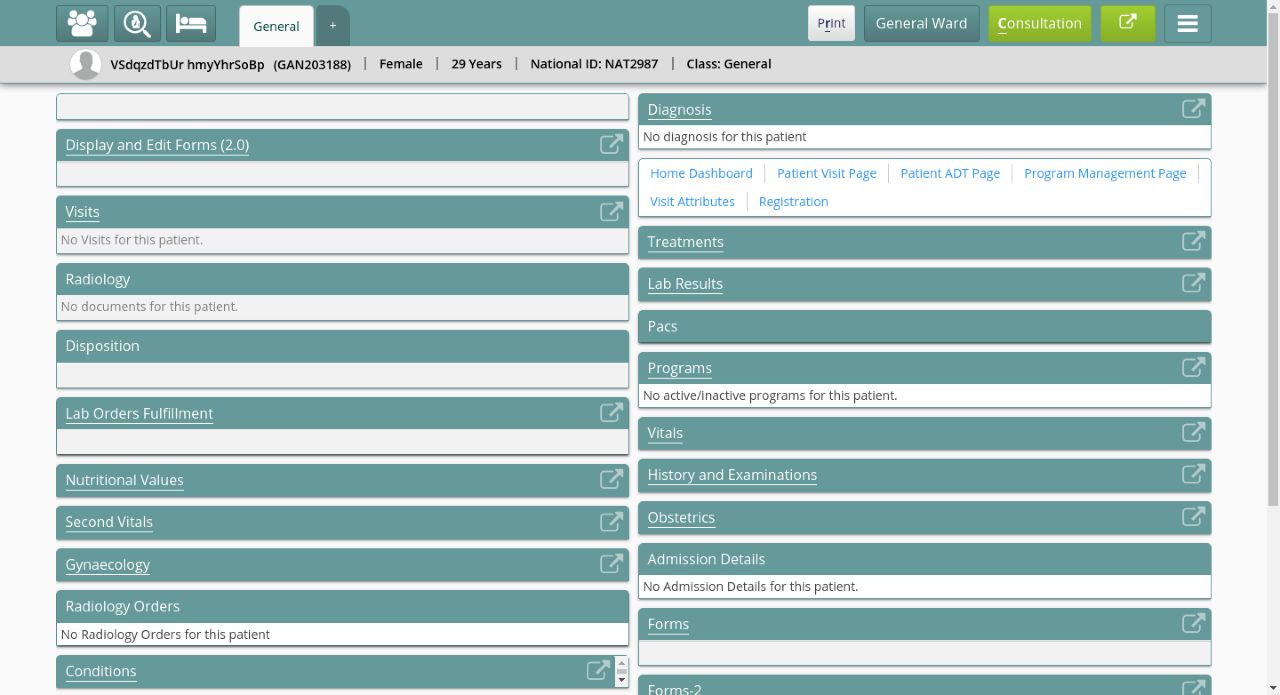 General
+
Print
General Ward
Consultation
VSdqzdTbUr hmyYhrSoBp (GAN203188) | Female | 29 Years | National ID: NAT2987 | Class: General
Display and Edit Forms (2.0)
Visits
No Visits for this patient.
Radiology
No documents for this patient.
Disposition
Lab Orders Fulfillment
Nutritional Values
Second Vitals
Gynaecology
Radiology Orders
No Radiology Orders for this patient
Conditions
Diagnosis
No diagnosis for this patient
Home Dashboard | Patient Visit Page | Patient ADT Page | Program Management Page |
Visit Attributes | Registration
Treatments
Lab Results
Pacs
Programs
No active/inactive programs for this patient.
Vitals
History and Examinations
Obstetrics
Admission Details
No Admission Details for this patient.
Forms
Forms-2